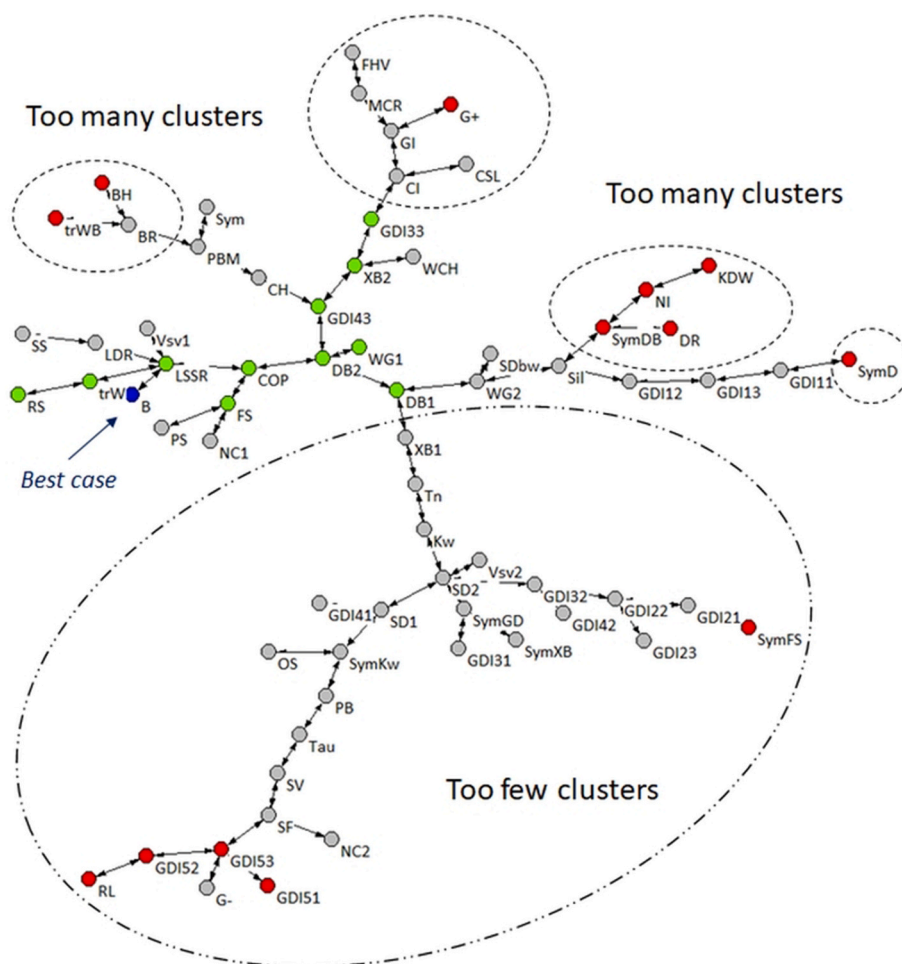 FHV
MCR
G+
Too many clusters
GI
CSL
CI
Too many clusters
BH
Sym
GDI33
trWB
BR
PBM
WCH
KDW
XB2
NI
CH
GDI43
SymDB
DR
SS
Vsv1
LDR
WG1
SDbw
LSSR
COP
DB2
Sil
SymD
GDI11
GDI13
GDI12
WG2
RS
trW
B
FS
DB1
PS
NC1
XB1
Best case
Tn
Kw
Vsv2
SD2
GDI32
GDI41
SD1
SymGD
GDI42
GDI22
GDI21
SymFS
OS
SymKw
GDI31
SymXB
GDI23
PB
Tau
SV
Too few clusters
SF
NC2
GDI52
GDI53
RL
G-
GDI51